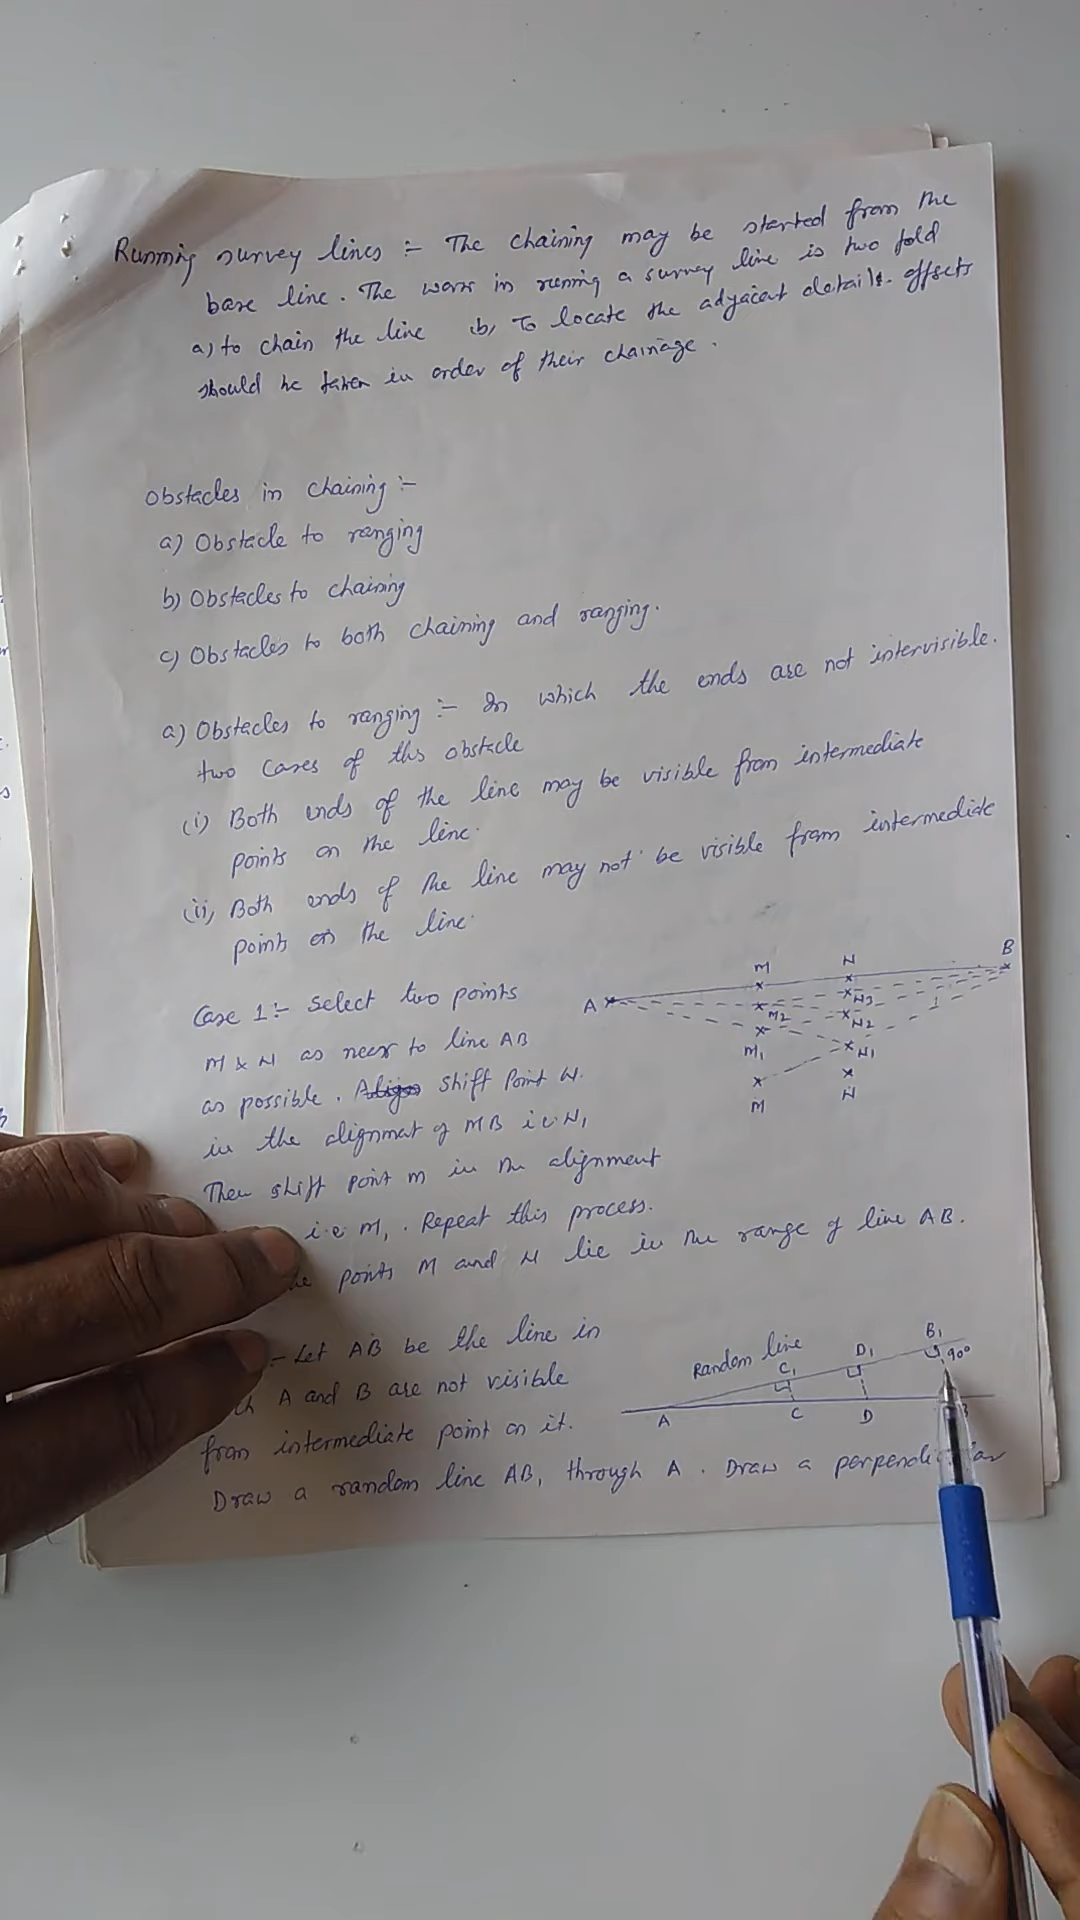 Running survey lines :- The chaining may be started from the
base line. The work in running a survey line is two fold
a) to chain the line b, To locate the adjacent details. offsets
should be taken in order of their chainage.
Obstacles in chaining :-
a) Obstacle to ranging
b) Obstacles to chaining
c) Obstacles to both chaining and ranging.
a) Obstacles to ranging :- In which the ends are not intervisible.
two cases of this obstacle
(i) Both ends of the line may be visible from intermediate
points on the line.
(ii, Both ends of the line may not be visible from intermediate
points on the line.
Case 1:- Select two points
M & N as near to line AB
as possible. Shift Point N.
in the alignmat of MB i.e. N1
Then shift point m in the alignment
i.e. M1. Repeat this process.
points M and N lie in the range of line AB.
A M N B
M2 N3
N2
M1 N1
M N
:- Let AB be the line in
A and B are not visible
from intermediate point on it.
Draw a random line AB1 through A. Draw a perpendicular
Random line C1 D1 B1 90°
A C D B